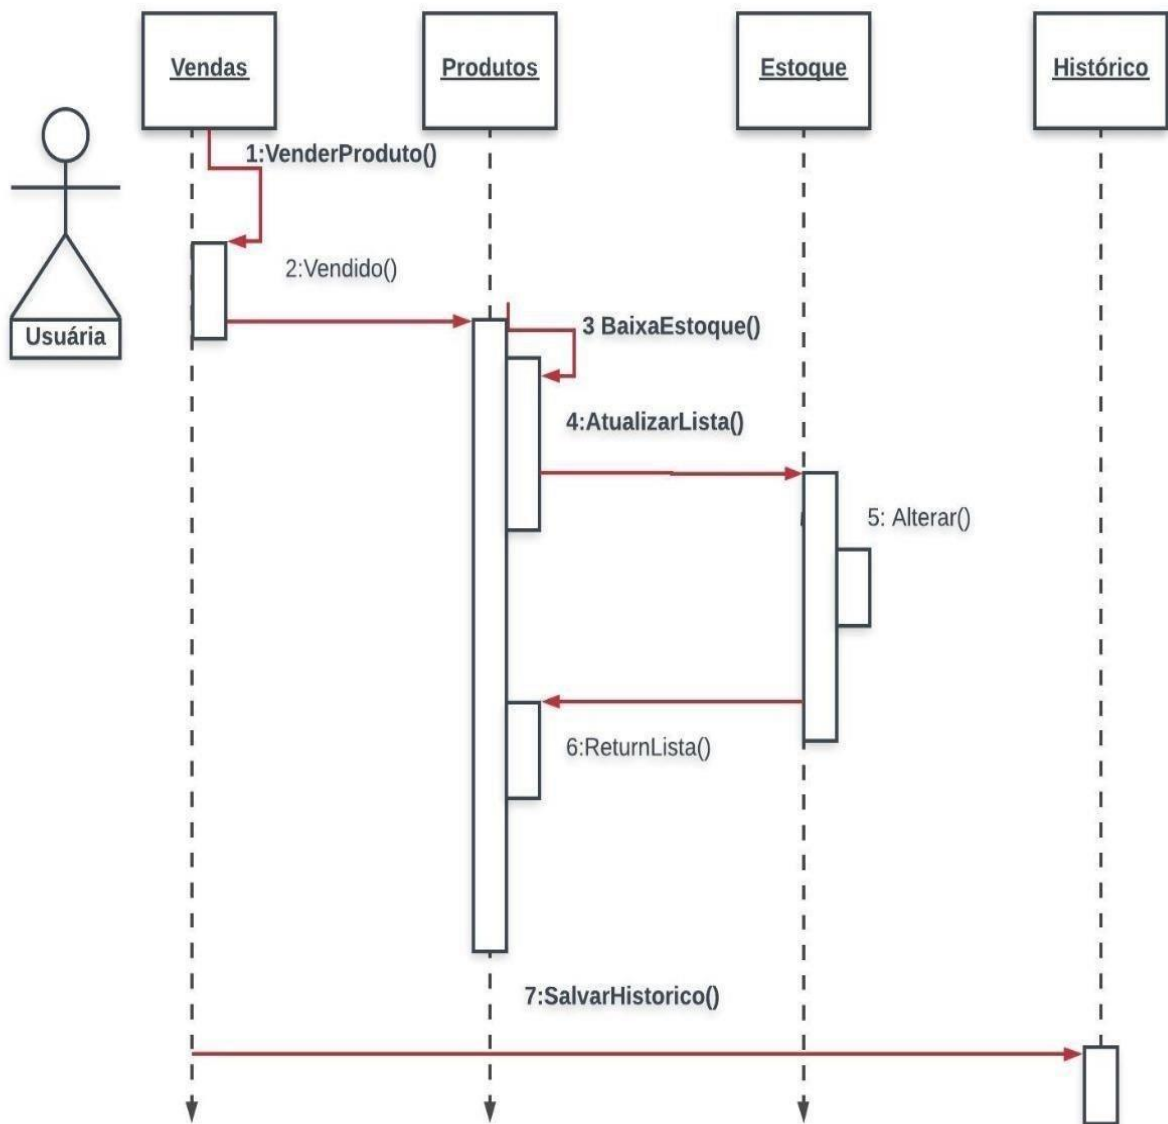 Vendas
Produtos
Estoque
Histórico
1:VenderProduto()
2:Vendido()
3 BaixaEstoque()
Usuária
4:AtualizarLista()
5: Alterar()
6:ReturnLista()
7:SalvarHistorico()